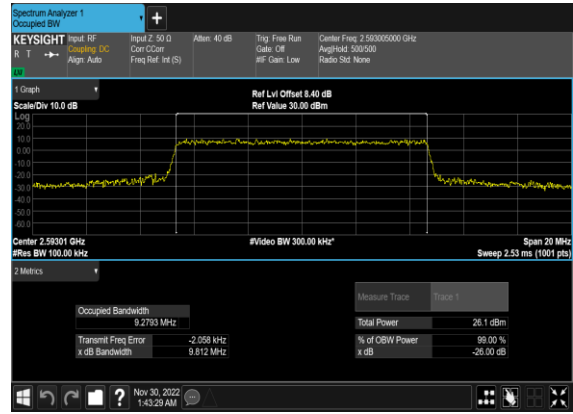 Spectrum Analyzer 1
Occupied BW
KEYSIGHT Input: RF Input Z: 50 Ω Atten: 40 dB Trig: Free Run Center Freq: 2.593005000 GHz
R T Coupling: DC Corr CCorr Gate: Off Avg|Hold: 500/500
Align: Auto Freq Ref: Int (S) #IF Gain: Low Radio Std: None
LW
1 Graph Ref Lvl Offset 8.40 dB
Scale/Div 10.0 dB Ref Value 30.00 dBm
Log
20.0
10.0
0.00
-10.0
-20.0
-30.0
-40.0
-50.0
-60.0
Center 2.59301 GHz #Video BW 300.00 kHz* Span 20 MHz
#Res BW 100.00 kHz Sweep 2.53 ms (1001 pts)
2 Metrics
Measure Trace Trace 1
Occupied Bandwidth
9.2793 MHz Total Power 26.1 dBm
Transmit Freq Error -2.058 kHz % of OBW Power 99.00 %
x dB Bandwidth 9.812 MHz x dB -26.00 dB
Nov 30, 2022
1:43:29 AM